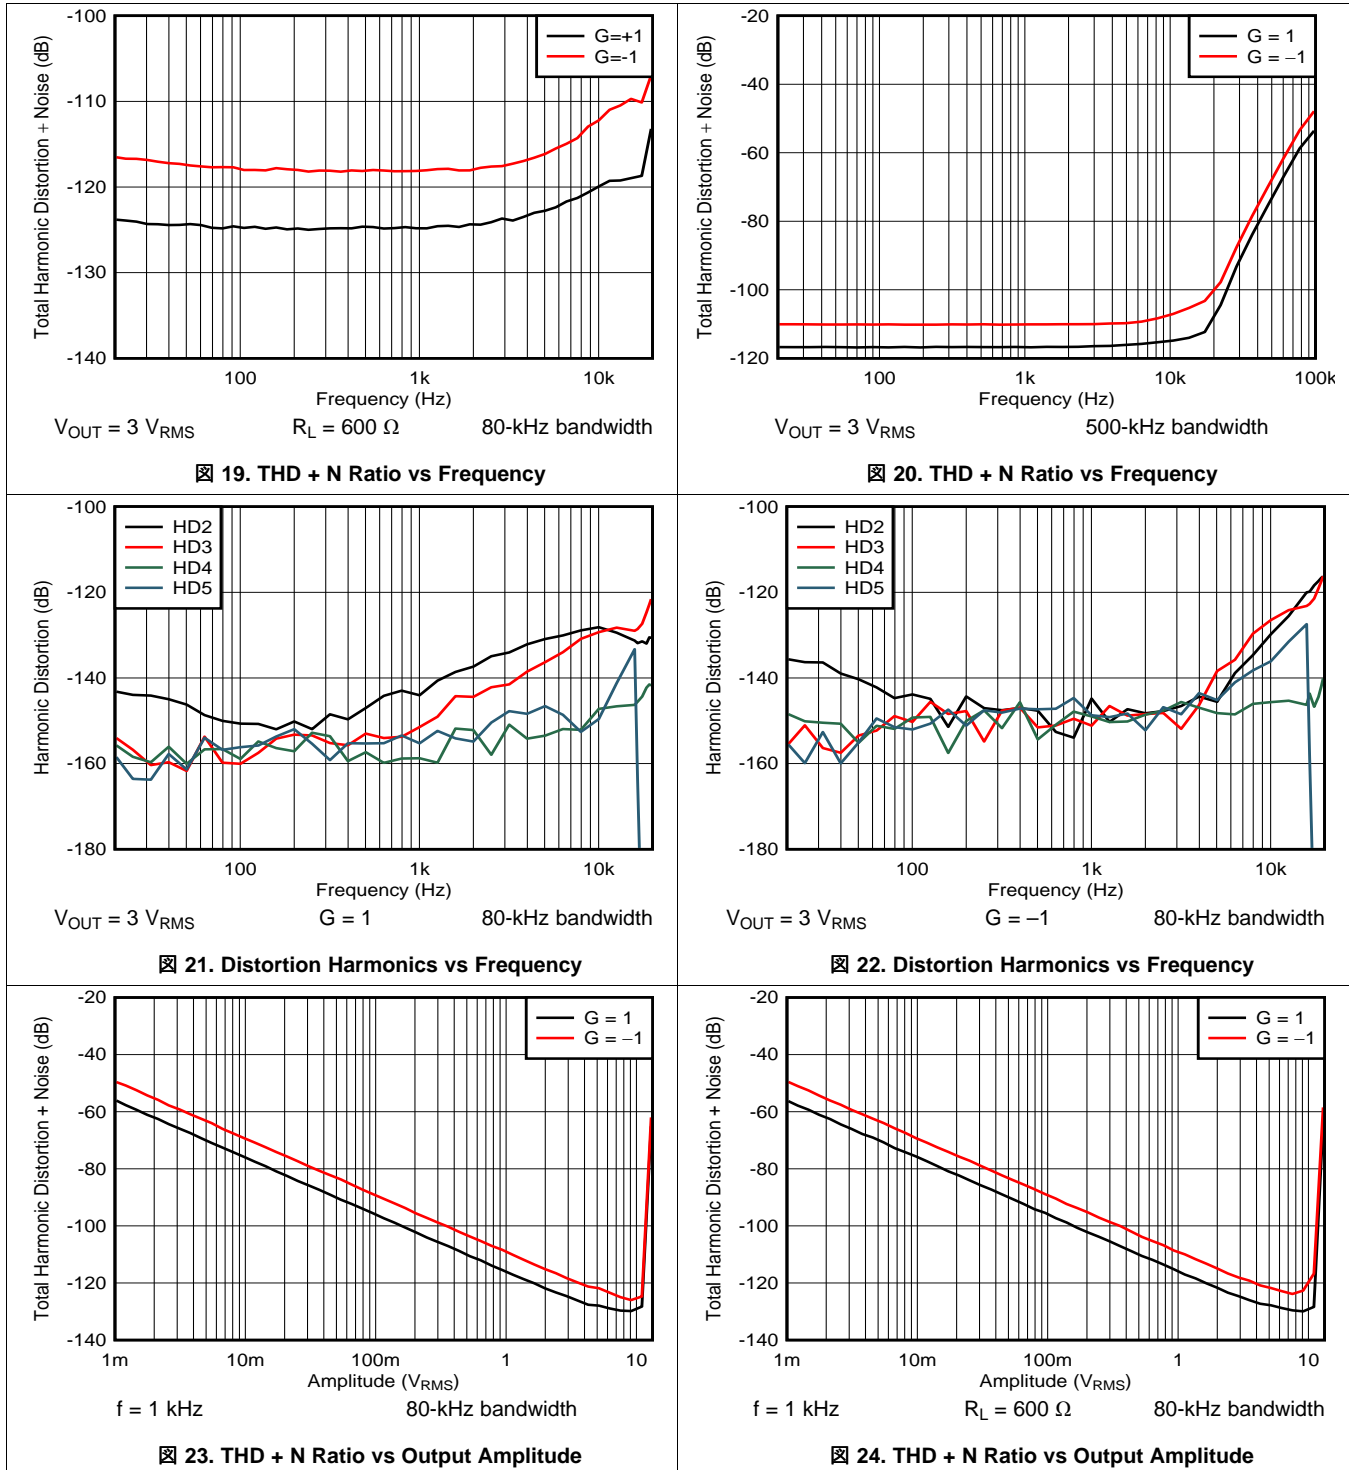 -100
-110
-120
-130
-140
Total Harmonic Distortion + Noise (dB)
G=+1
G=-1
100
1k
10k
Frequency (Hz)
VOUT = 3 VRMS
RL = 600 Ω
80-kHz bandwidth
図 19. THD + N Ratio vs Frequency
-20
-40
-60
-80
-100
-120
Total Harmonic Distortion + Noise (dB)
G = 1
G = −1
100
1k
10k
100k
Frequency (Hz)
VOUT = 3 VRMS
500-kHz bandwidth
図 20. THD + N Ratio vs Frequency
-100
-120
-140
-160
-180
Harmonic Distortion (dB)
HD2
HD3
HD4
HD5
100
1k
10k
Frequency (Hz)
VOUT = 3 VRMS
G = 1
80-kHz bandwidth
図 21. Distortion Harmonics vs Frequency
-100
-120
-140
-160
-180
Harmonic Distortion (dB)
HD2
HD3
HD4
HD5
100
1k
10k
Frequency (Hz)
VOUT = 3 VRMS
G = −1
80-kHz bandwidth
図 22. Distortion Harmonics vs Frequency
-20
-40
-60
-80
-100
-120
-140
Total Harmonic Distortion + Noise (dB)
G = 1
G = −1
1m
10m
100m
1
10
Amplitude (VRMS)
f = 1 kHz
80-kHz bandwidth
図 23. THD + N Ratio vs Output Amplitude
-20
-40
-60
-80
-100
-120
-140
Total Harmonic Distortion + Noise (dB)
G = 1
G = −1
1m
10m
100m
1
10
Amplitude (VRMS)
f = 1 kHz
RL = 600 Ω
80-kHz bandwidth
図 24. THD + N Ratio vs Output Amplitude